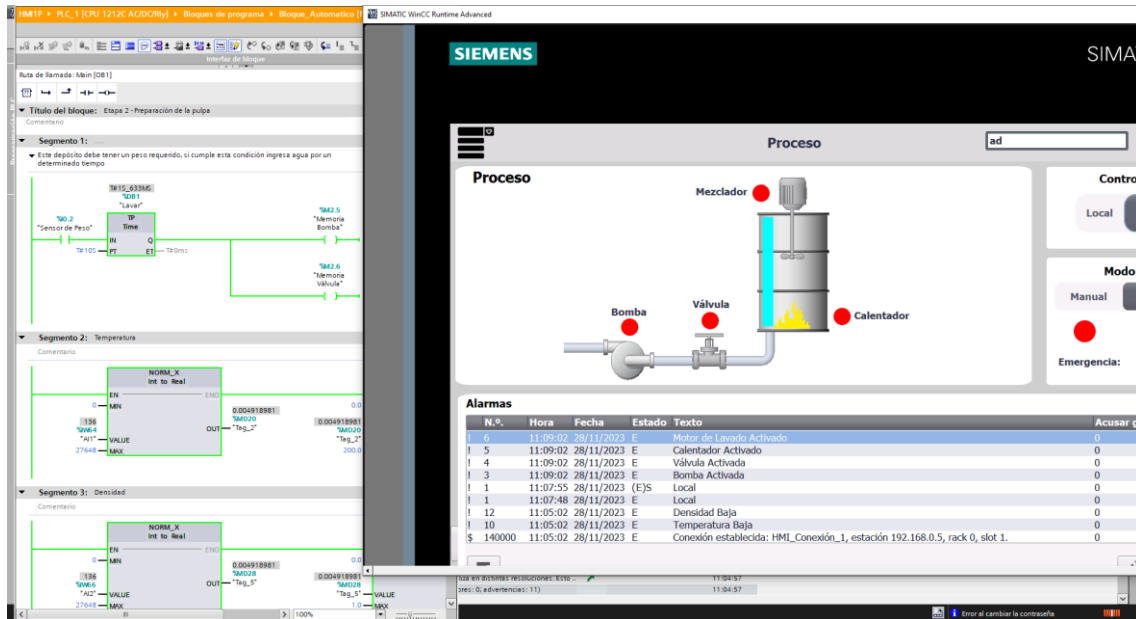 HMI1P ▸ PLC_1 [CPU 1212C AC/DC/Rly] ▸ Bloques de programa ▸ Bloque_Automatico [
Interfaz de bloque
Ruta de llamada: Main [OB1]
Título del bloque: Etapa 2 - Preparación de la pulpa
Comentario
Segmento 1: ....
Este depósito debe tener un peso requerido, si cumple esta condición ingresa agua por un
determinado tiempo
T#1S_633MS
%DB1
"Lavar"
TP
Time
%I0.2
"Sensor de Peso"
IN Q
T#10S PT ET T#0ms
%M2.5
"Memoria
Bomba"
%M2.6
"Memoria
Válvula"
Segmento 2: Temperatura
Comentario
NORM_X
Int to Real
EN ENO
0 MIN
136
%IW64
"AI1" VALUE
27648 MAX
0.004918981
%MD20
OUT "Tag_2"
0.0
0.004918981
%MD20
"Tag_2"
200.0
Segmento 3: Densidad
Comentario
NORM_X
Int to Real
EN ENO
0 MIN
136
%IW66
"AI2" VALUE
27648 MAX
0.004918981
%MD28
OUT "Tag_5"
0.0
0.004918981
%MD28
"Tag_5" VALUE
1.0 MAX
100%
SIMATIC WinCC Runtime Advanced
SIEMENS
SIMA
Proceso
ad
Proceso
Mezclador
Bomba
Válvula
Calentador
Contro
Local
Modo
Manual
Emergencia:
Alarmas
N.º. Hora Fecha Estado Texto Acusar g
! 6 11:09:02 28/11/2023 E Motor de Lavado Activado 0
! 5 11:09:02 28/11/2023 E Calentador Activado 0
! 4 11:09:02 28/11/2023 E Válvula Activada 0
! 3 11:09:02 28/11/2023 E Bomba Activada 0
! 1 11:07:55 28/11/2023 (E)S Local 0
! 1 11:07:48 28/11/2023 E Local 0
! 12 11:05:02 28/11/2023 E Densidad Baja 0
! 10 11:05:02 28/11/2023 E Temperatura Baja 0
$ 140000 11:05:02 28/11/2023 E Conexión establecida: HMI_Conexión_1, estación 192.168.0.5, rack 0, slot 1. 0
liza en distintas resoluciones. Esto .. 11:04:57
ores: 0; advertencias: 11) 11:04:57
Error al cambiar la contraseña